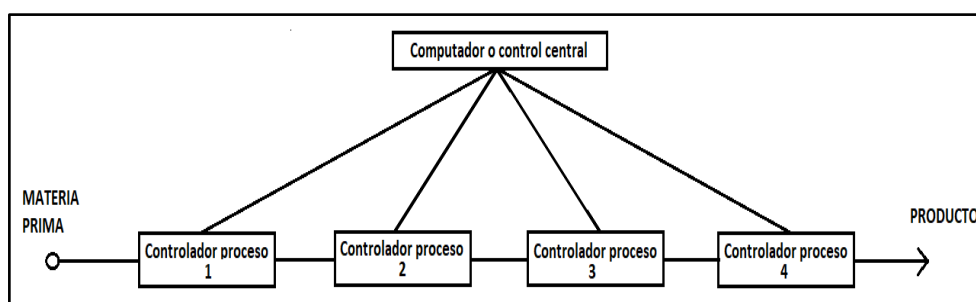 Computador o control central
MATERIA
PRIMA
PRODUCTO
Controlador proceso
1
Controlador proceso
2
Controlador proceso
3
Controlador proceso
4